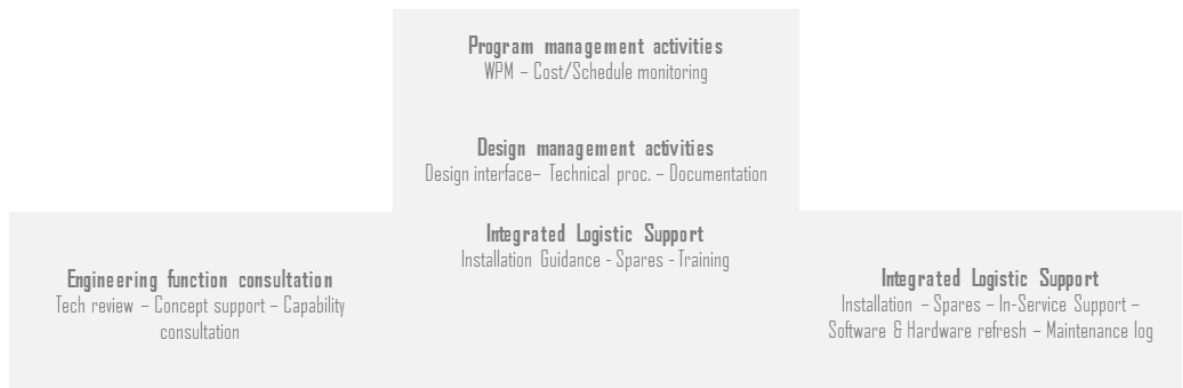 Program management activities
WPM – Cost/Schedule monitoring
Design management activities
Design interface– Technical proc. – Documentation
Integrated Logistic Support
Installation Guidance - Spares - Training
Engineering function consultation
Tech review – Concept support – Capability
consultation
Integrated Logistic Support
Installation – Spares – In-Service Support –
Software & Hardware refresh – Maintenance log